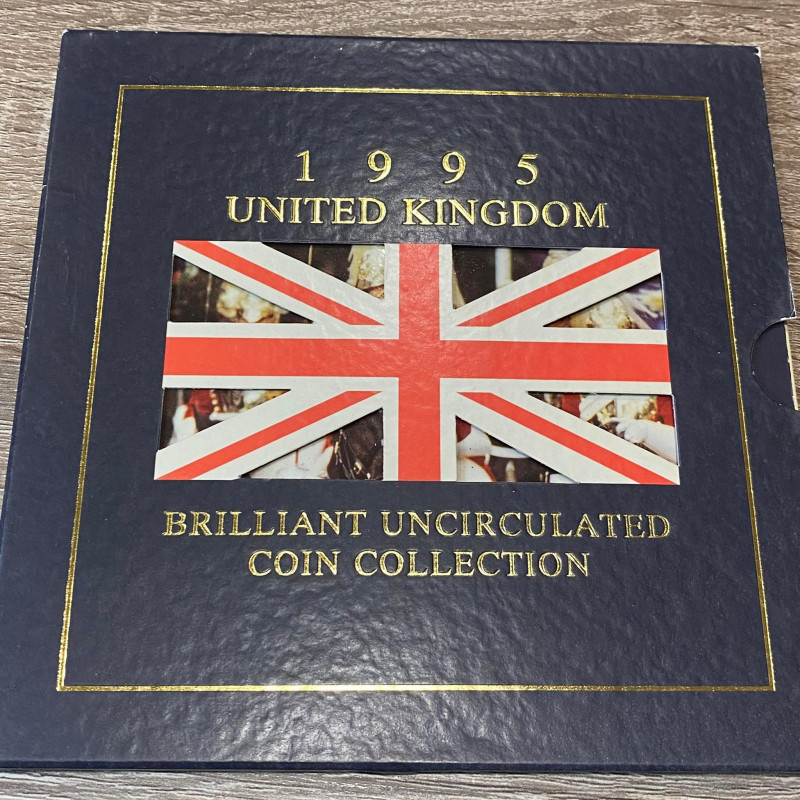 1 9 9 5
UNITED KINGDOM
BRILLIANT UNCIRCULATED
COIN COLLECTION